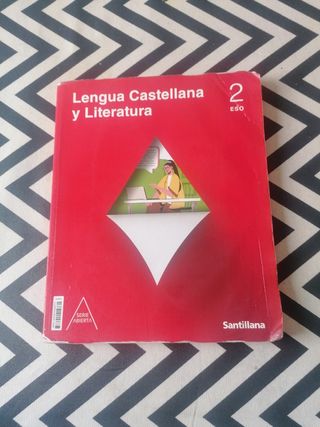 Lengua Castellana
y Literatura
2
ESO
SERIE
ABIERTA
Santillana